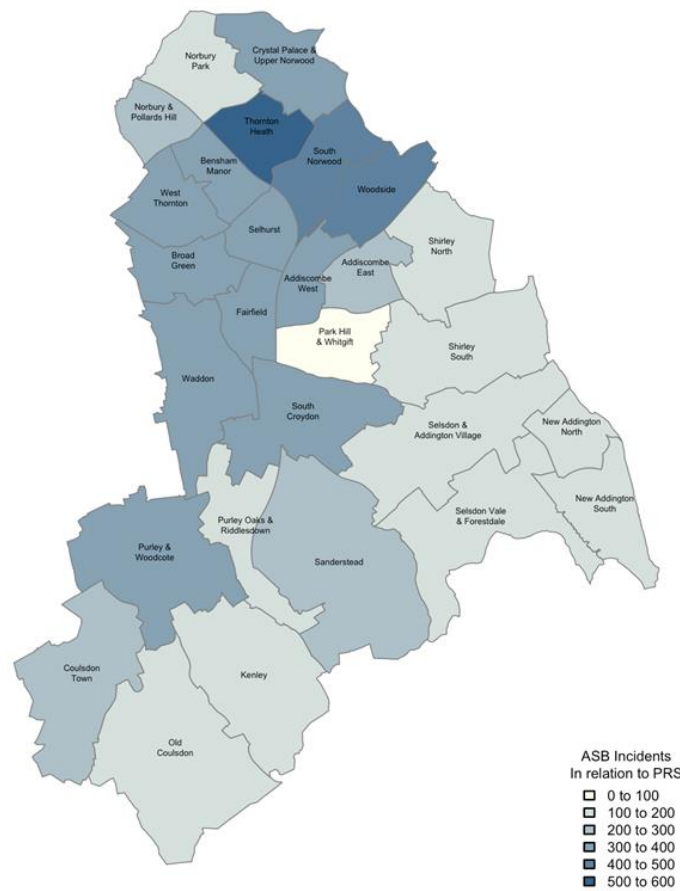 Crystal Palace &
Upper Norwood
Norbury
Park
Norbury &
Pollards Hill
Thornton
Heath
South
Norwood
Bensham
Manor
Woodside
West
Thornton
Selhurst
Shirley
North
Broad
Green
Addiscombe
East
Addiscombe
West
Fairfield
Park Hill
& Whitgift
Shirley
South
Waddon
South
Croydon
Selsdon &
Addington Village
New Addington
North
New Addington
South
Selsdon Vale
& Forestdale
Purley Oaks &
Riddlesdown
Purley &
Woodcote
Sanderstead
Coulsdon
Town
Kenley
Old
Coulsdon
ASB Incidents
In relation to PRS
0 to 100
100 to 200
200 to 300
300 to 400
400 to 500
500 to 600